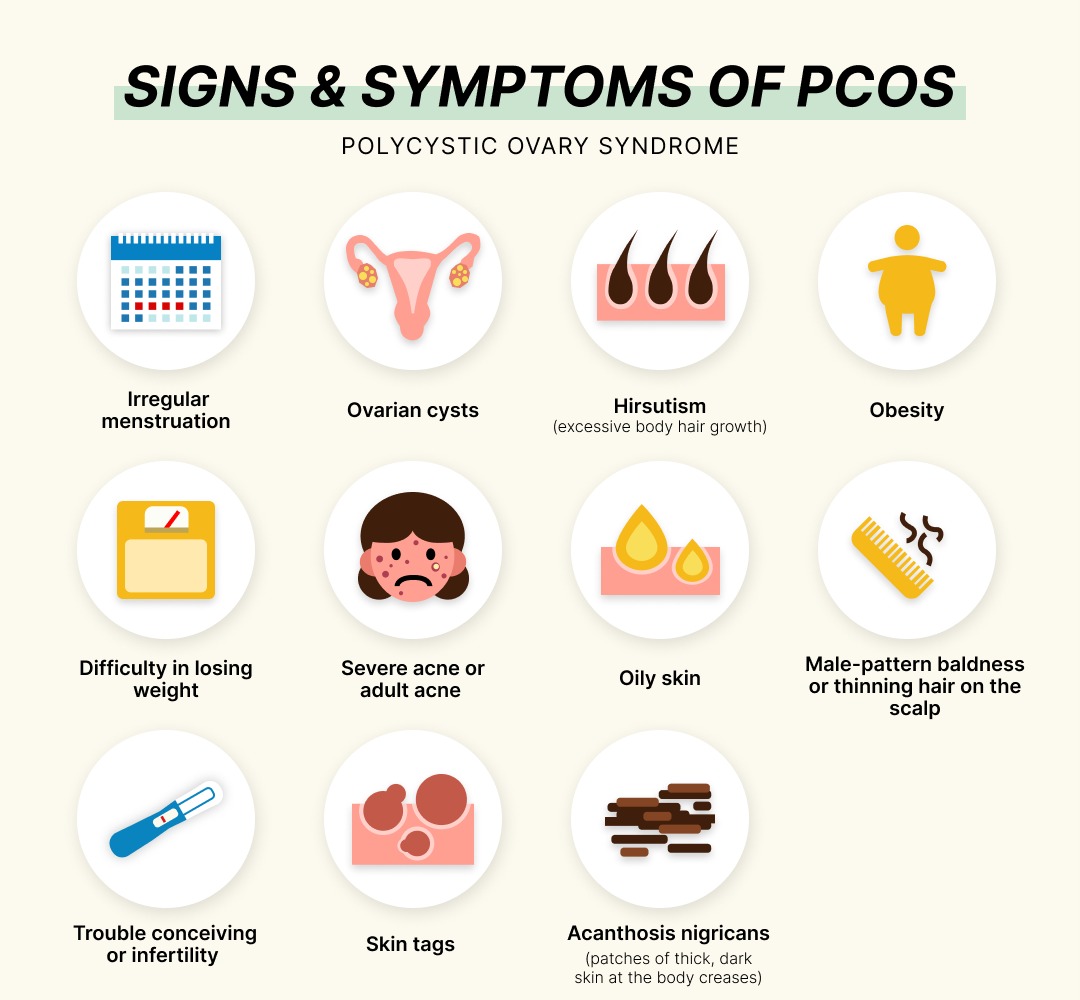 SIGNS & SYMPTOMS OF PCOS
POLYCYSTIC OVARY SYNDROME
Irregular
menstruation
Ovarian cysts
Hirsutism
(excessive body hair growth)
Obesity
Difficulty in losing
weight
Severe acne or
adult acne
Oily skin
Male-pattern baldness
or thinning hair on the
scalp
Trouble conceiving
or infertility
Skin tags
Acanthosis nigricans
(patches of thick, dark
skin at the body creases)